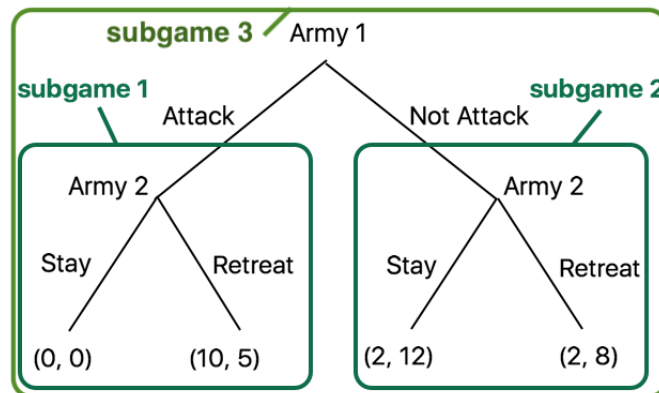 subgame 3 Army 1
subgame 1 subgame 2
Attack Not Attack
Army 2 Army 2
Stay Retreat Stay Retreat
(0, 0) (10, 5) (2, 12) (2, 8)